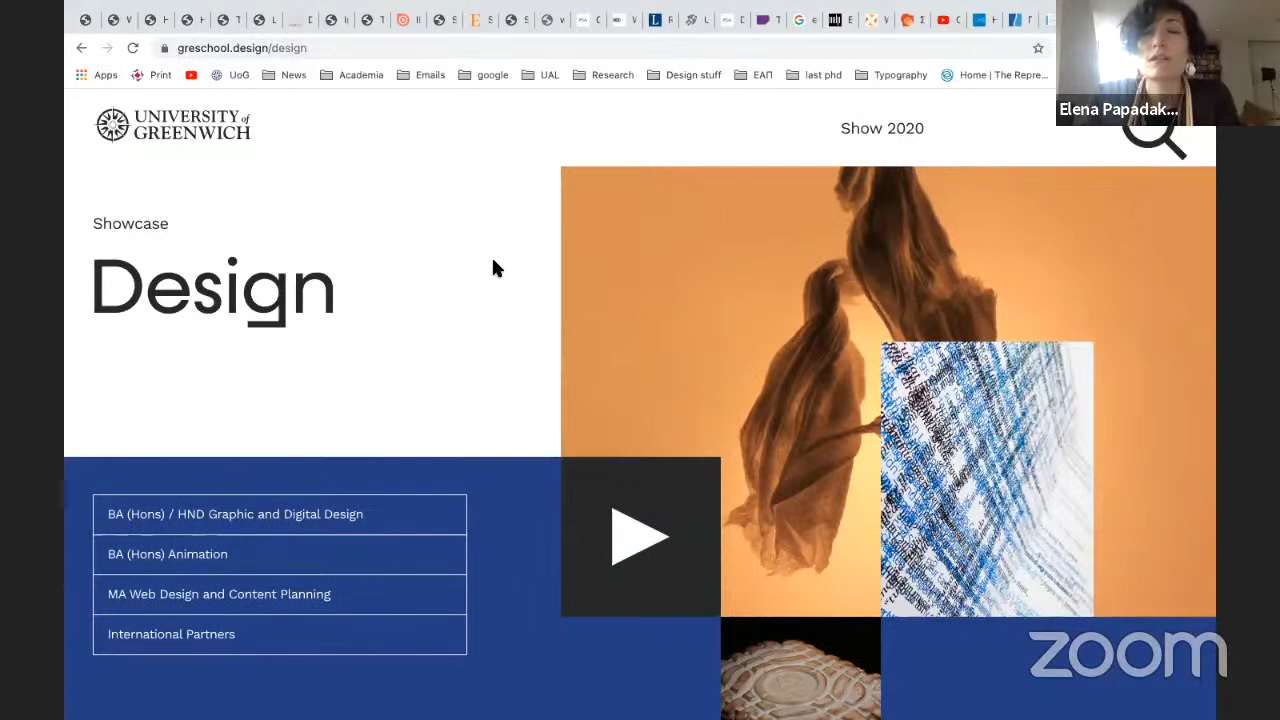 greschool.design/design
Apps Print UoG News Academia Emails google UAL Research Design stuff ΕΑΠ last phd Typography Home | The Repre...
Elena Papadak...
UNIVERSITY of
GREENWICH
Show 2020
Showcase
Design
BA (Hons) / HND Graphic and Digital Design
BA (Hons) Animation
MA Web Design and Content Planning
International Partners
zoom